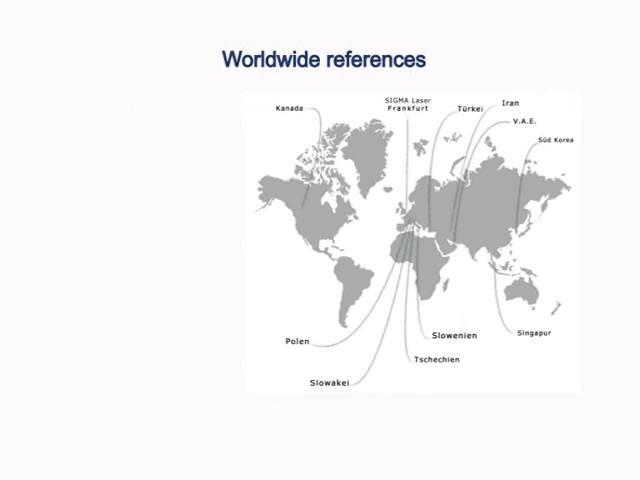 Worldwide references
Kanada
SIGMA Laser
Frankfurt
Türkei
Iran
V.A.E.
Süd Korea
Polen
Slowenien
Singapur
Tschechien
Slowakei